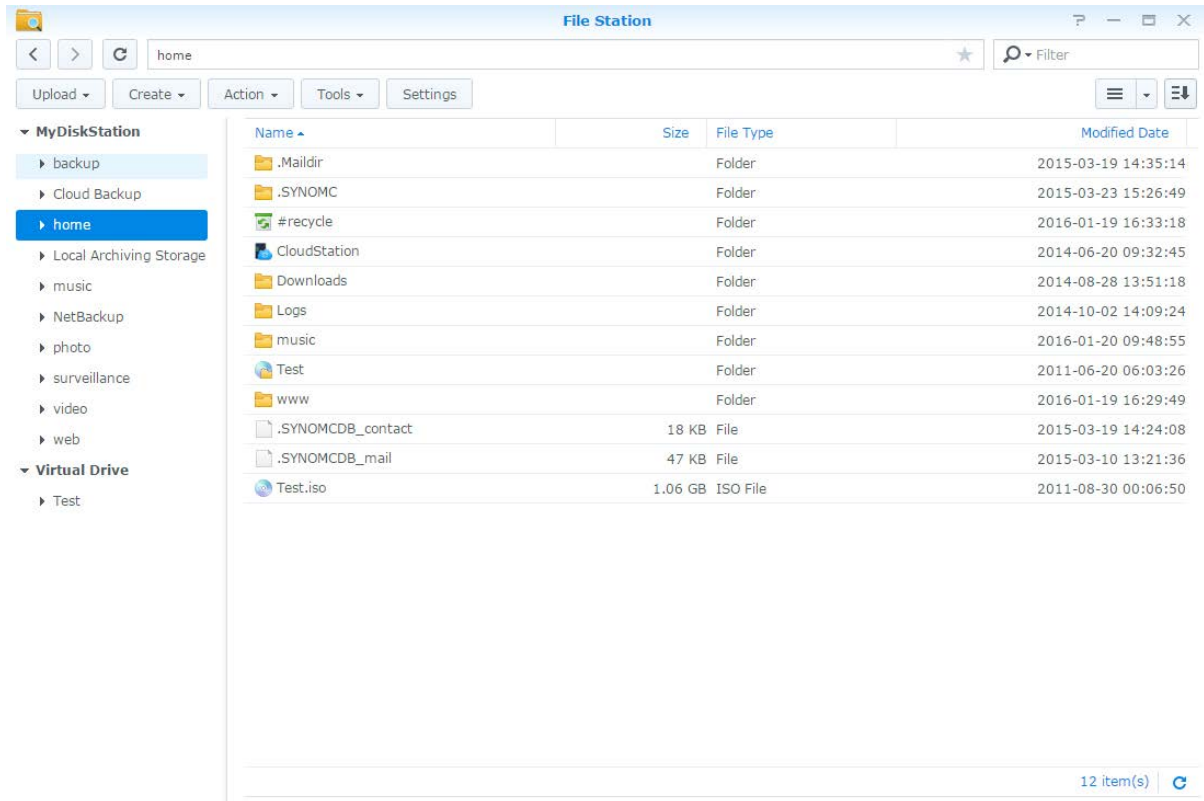 File Station
home
Filter
Upload Create Action Tools Settings
MyDiskStation
backup
Cloud Backup
home
Local Archiving Storage
music
NetBackup
photo
surveillance
video
web
Virtual Drive
Test
Name Size File Type Modified Date
.Maildir Folder 2015-03-19 14:35:14
.SYNOMC Folder 2015-03-23 15:26:49
#recycle Folder 2016-01-19 16:33:18
CloudStation Folder 2014-06-20 09:32:45
Downloads Folder 2014-08-28 13:51:18
Logs Folder 2014-10-02 14:09:24
music Folder 2016-01-20 09:48:55
Test Folder 2011-06-20 06:03:26
www Folder 2016-01-19 16:29:49
.SYNOMCDB_contact 18 KB File 2015-03-19 14:24:08
.SYNOMCDB_mail 47 KB File 2015-03-10 13:21:36
Test.iso 1.06 GB ISO File 2011-08-30 00:06:50
12 item(s)